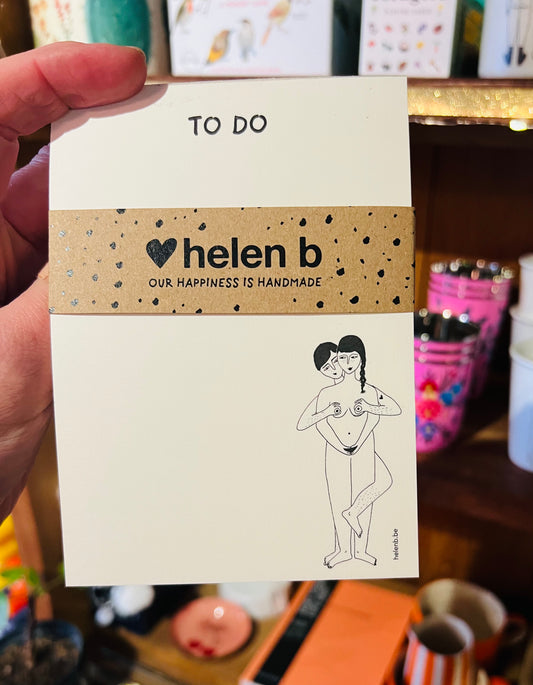 TO DO
♥helen b
OUR HAPPINESS IS HANDMADE
helenb.be